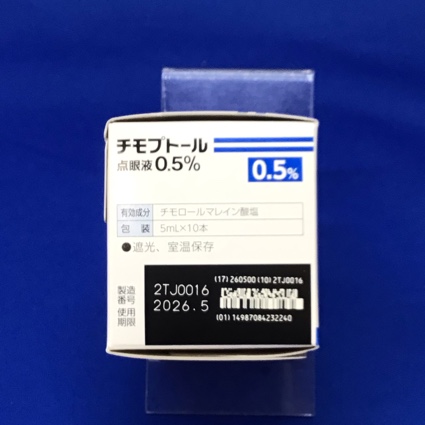 チモプトール
点眼液0.5%
0.5%
有効成分 チモロールマレイン酸塩
包装 5mL×10本
●遮光、室温保存
製造番号 2TJ0016
使用期限 2026.5
(17) 260500 (10) 2TJ0016
(01) 14987084232240